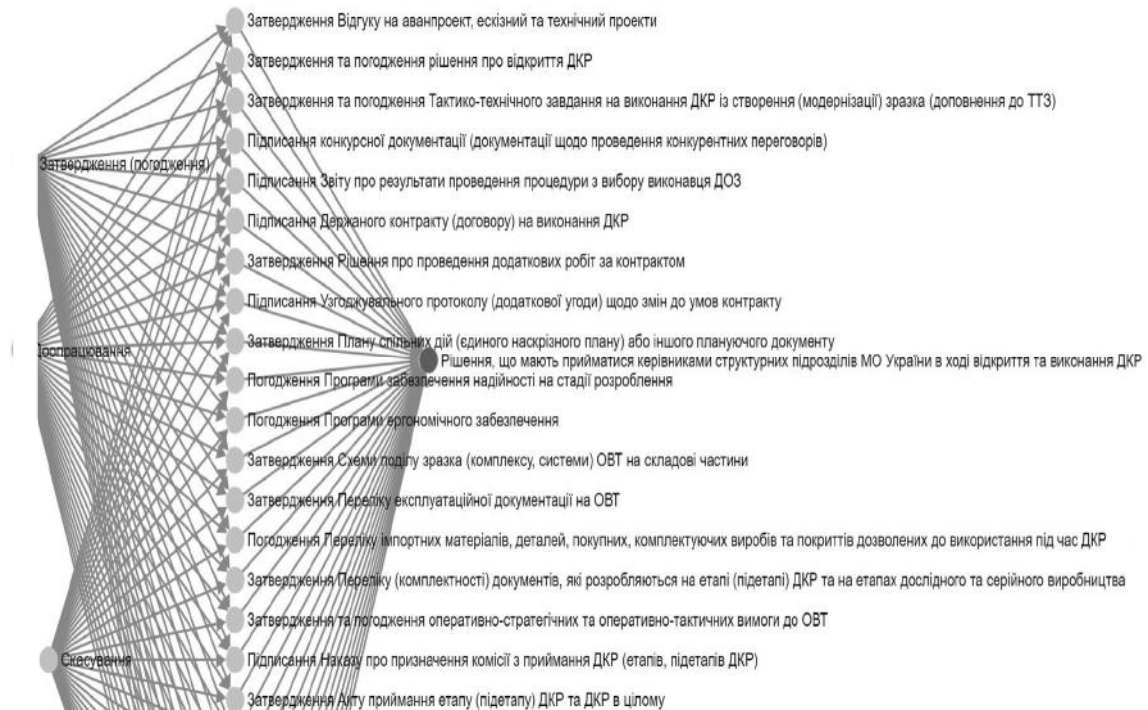 Затвердження Відгуку на аванпроект, ескізний та технічний проекти
Затвердження та погодження рішення про відкриття ДКР
Затвердження та погодження Тактико-технічного завдання на виконання ДКР із створення (модернізації) зразка (доповнення до ТТЗ)
Підписання конкурсної документації (документації щодо проведення конкурентних переговорів)
Затвердження (погодження)
Підписання Звіту про результати проведення процедури з вибору виконавця ДОЗ
Підписання Держаного контракту (договору) на виконання ДКР
Затвердження Рішення про проведення додаткових робіт за контрактом
Підписання Узгоджувального протоколу (додаткової угоди) щодо змін до умов контракту
Затвердження Плану спільних дій (єдиного наскрізного плану) або іншого плануючого документу
Доопрацювання
Рішення, що мають прийматися керівниками структурних підрозділів МО України в ході відкриття та виконання ДКР
Погодження Програми забезпечення надійності на стадії розроблення
Погодження Програми ергономічного забезпечення
Затвердження Схеми поділу зразка (комплексу, системи) ОВТ на складові частини
Затвердження Переліку експлуатаційної документації на ОВТ
Погодження Переліку імпортних матеріалів, деталей, покупних, комплектуючих виробів та покриттів дозволених до використання під час ДКР
Затвердження Переліку (комплектності) документів, які розробляються на етапі (підетапі) ДКР та на етапах дослідного та серійного виробництва
Затвердження та погодження оперативно-стратегічних та оперативно-тактичних вимоги до ОВТ
Скасування
Підписання Наказу про призначення комісії з приймання ДКР (етапів, підетапів ДКР)
Затвердження Акту приймання етапу (підетапу) ДКР та ДКР в цілому